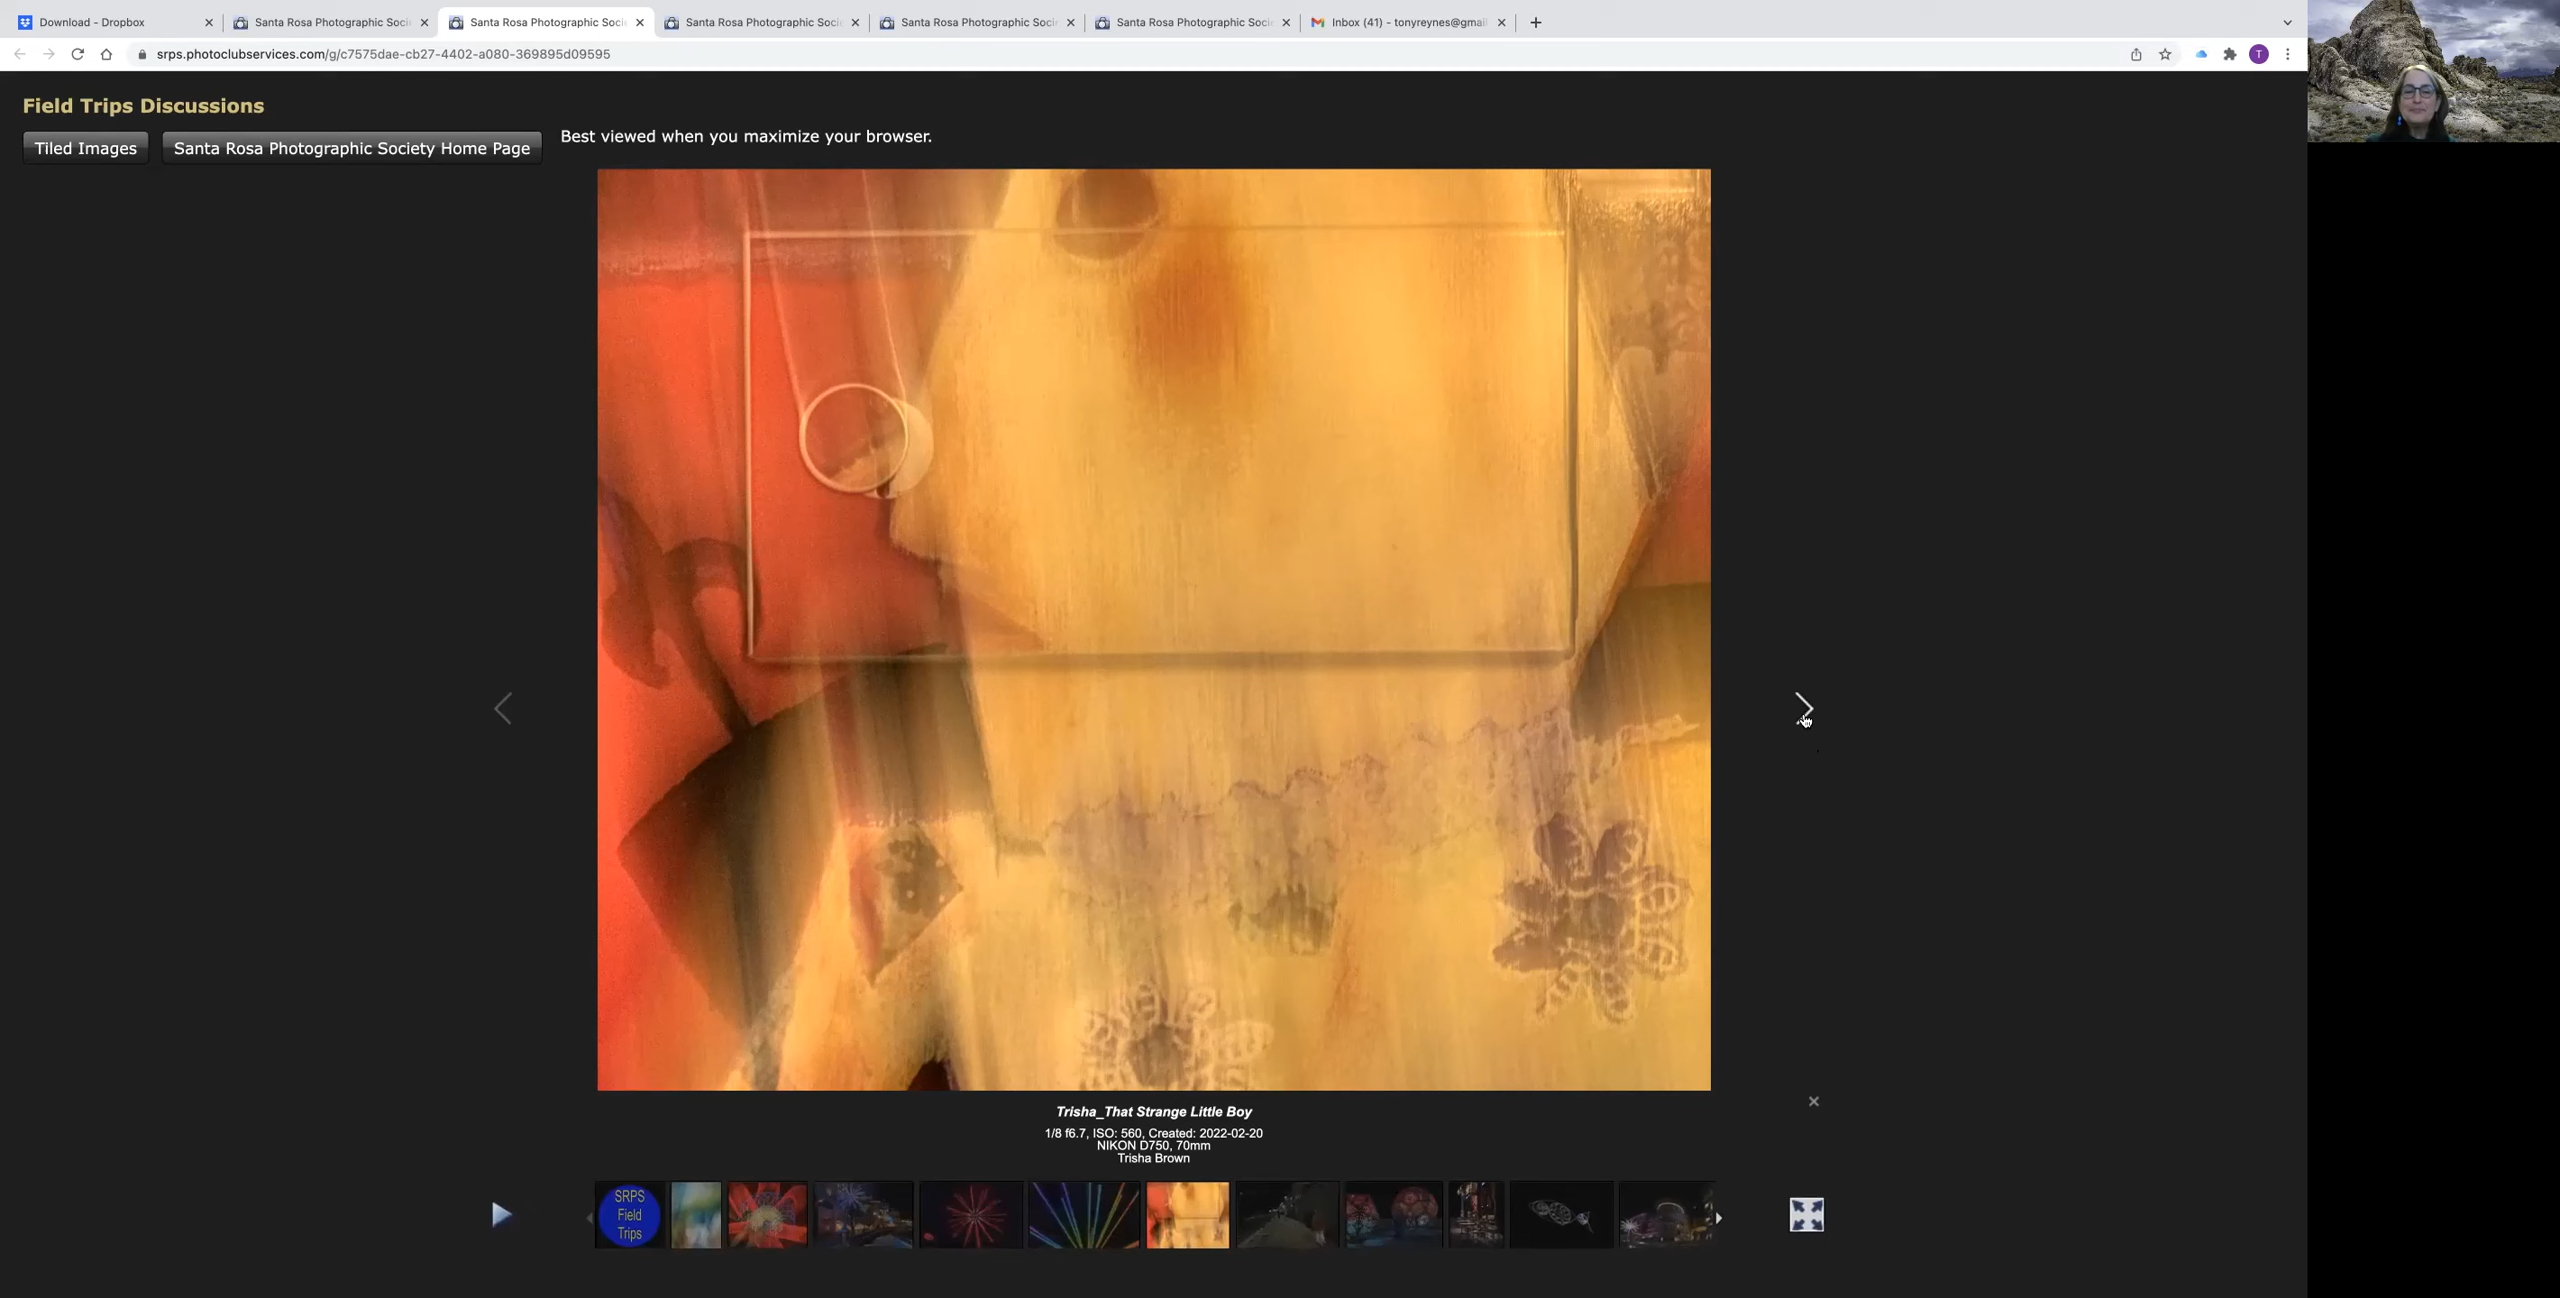 Download - Dropbox
Santa Rosa Photographic Soci
Santa Rosa Photographic Soci
Santa Rosa Photographic Soci
Santa Rosa Photographic Soci
Santa Rosa Photographic Soci
Inbox (41) - tonyreynes@gmai
srps.photoclubservices.com/g/c7575dae-cb27-4402-a080-369895d09595
T
Field Trips Discussions
Tiled Images
Santa Rosa Photographic Society Home Page
Best viewed when you maximize your browser.
Trisha_That Strange Little Boy
1/8 f6.7, ISO: 560, Created: 2022-02-20
NIKON D750, 70mm
Trisha Brown
SRPS
Field
Trips